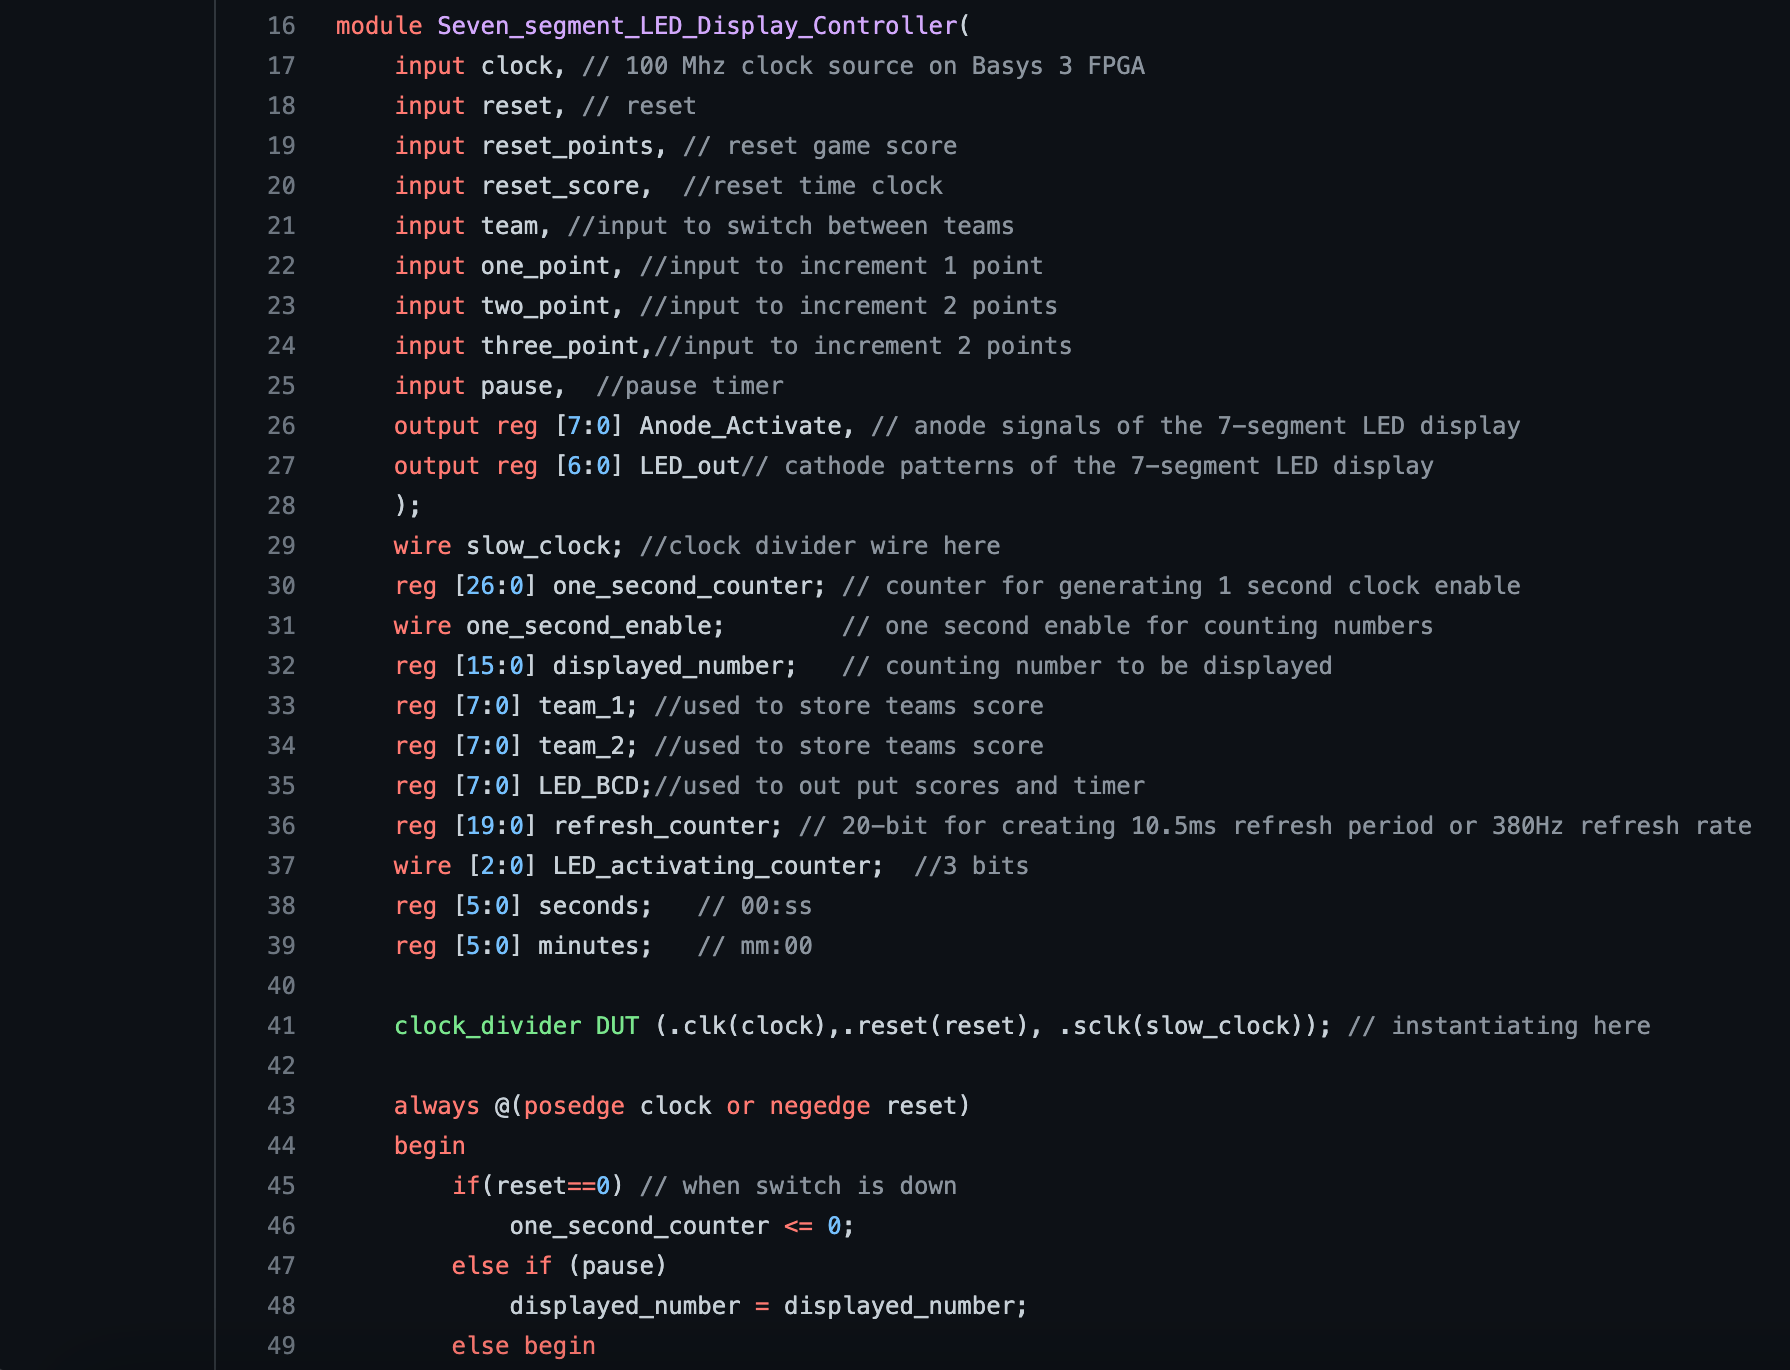 16 module Seven_segment_LED_Display_Controller(
17     input clock, // 100 Mhz clock source on Basys 3 FPGA
18     input reset, // reset
19     input reset_points, // reset game score
20     input reset_score,  //reset time clock
21     input team, //input to switch between teams
22     input one_point, //input to increment 1 point
23     input two_point, //input to increment 2 points
24     input three_point,//input to increment 2 points
25     input pause,  //pause timer
26     output reg [7:0] Anode_Activate, // anode signals of the 7-segment LED display
27     output reg [6:0] LED_out// cathode patterns of the 7-segment LED display
28     );
29     wire slow_clock; //clock divider wire here
30     reg [26:0] one_second_counter; // counter for generating 1 second clock enable
31     wire one_second_enable;        // one second enable for counting numbers
32     reg [15:0] displayed_number;   // counting number to be displayed
33     reg [7:0] team_1; //used to store teams score
34     reg [7:0] team_2; //used to store teams score
35     reg [7:0] LED_BCD;//used to out put scores and timer
36     reg [19:0] refresh_counter; // 20-bit for creating 10.5ms refresh period or 380Hz refresh rate
37     wire [2:0] LED_activating_counter;  //3 bits
38     reg [5:0] seconds;   // 00:ss
39     reg [5:0] minutes;   // mm:00
40
41     clock_divider DUT (.clk(clock),.reset(reset), .sclk(slow_clock)); // instantiating here
42
43     always @(posedge clock or negedge reset)
44     begin
45         if(reset==0) // when switch is down
46             one_second_counter <= 0;
47         else if (pause)
48             displayed_number = displayed_number;
49         else begin